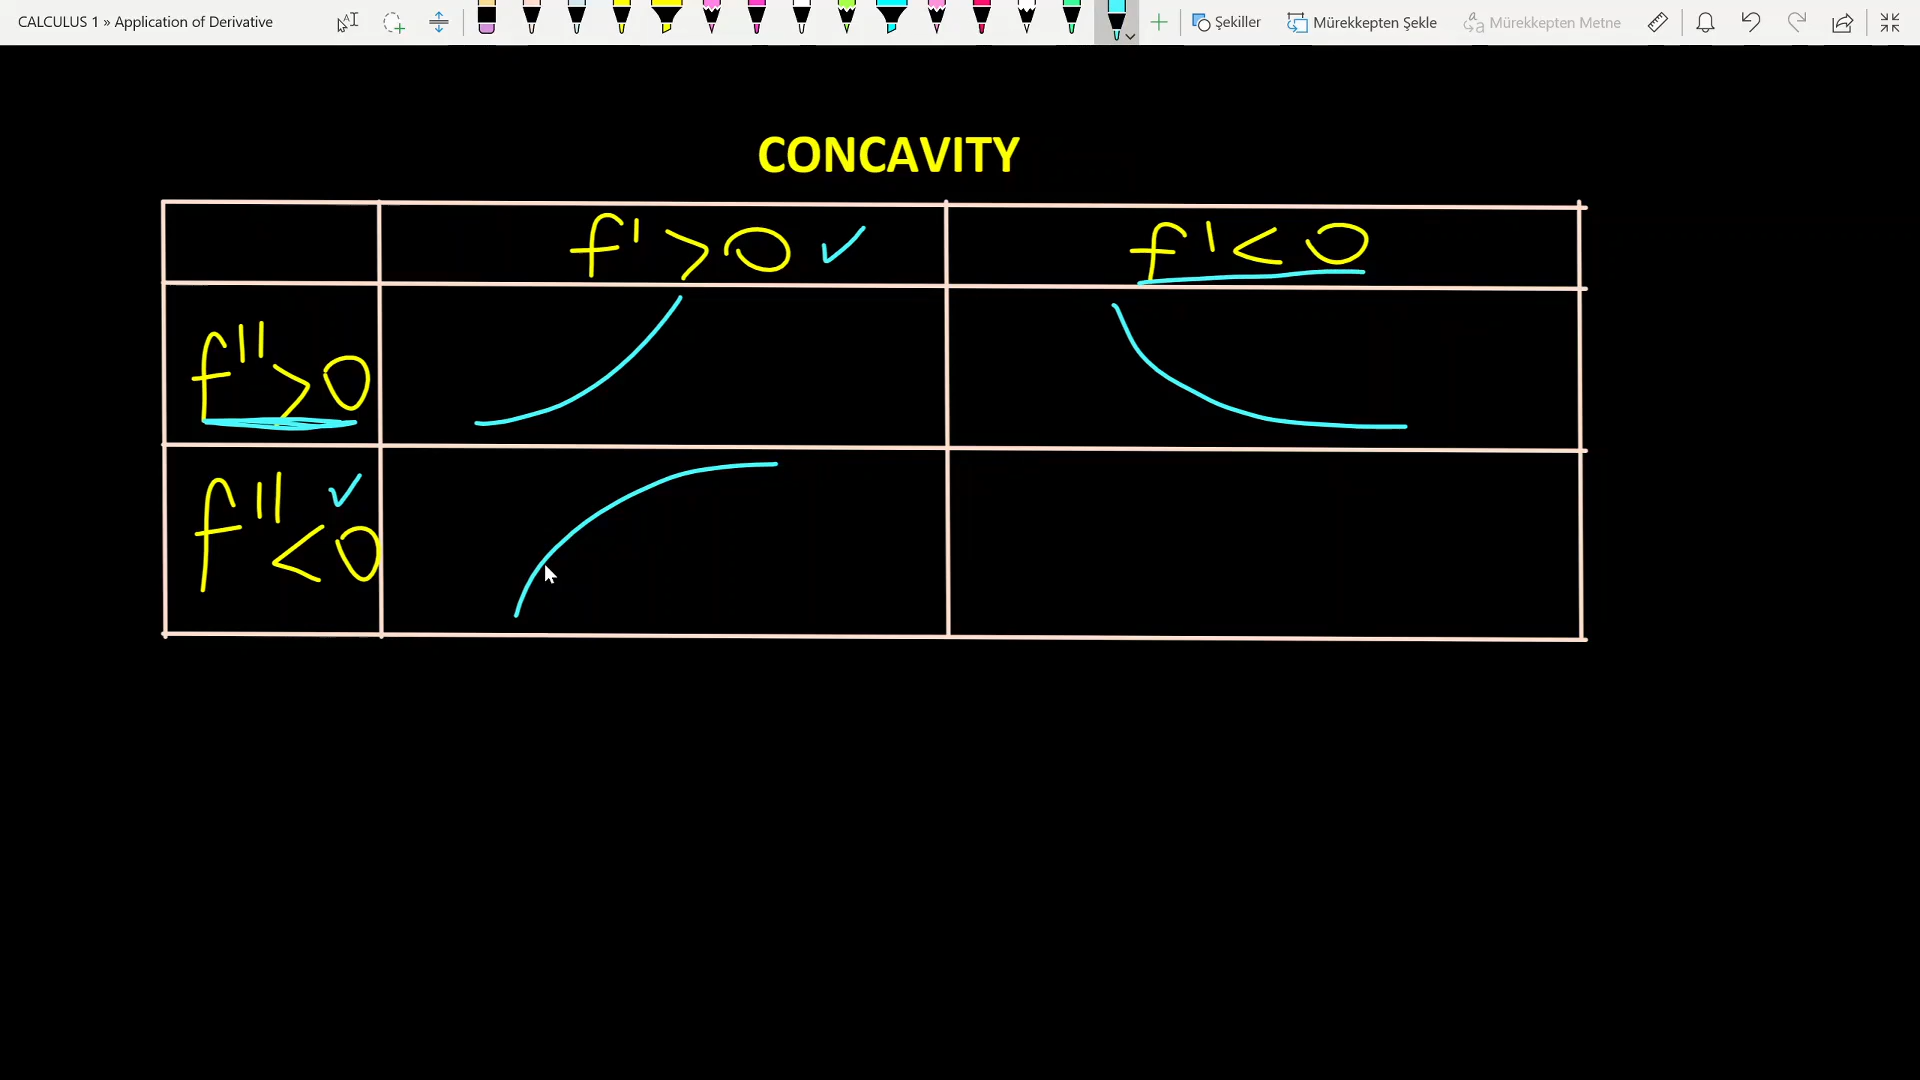 CALCULUS 1 » Application of Derivative
Şekiller
Mürekkepten Şekle
Mürekkepten Metne
CONCAVITY
f' > 0 ✓
f' < 0
f'' > 0
f'' < 0 ✓